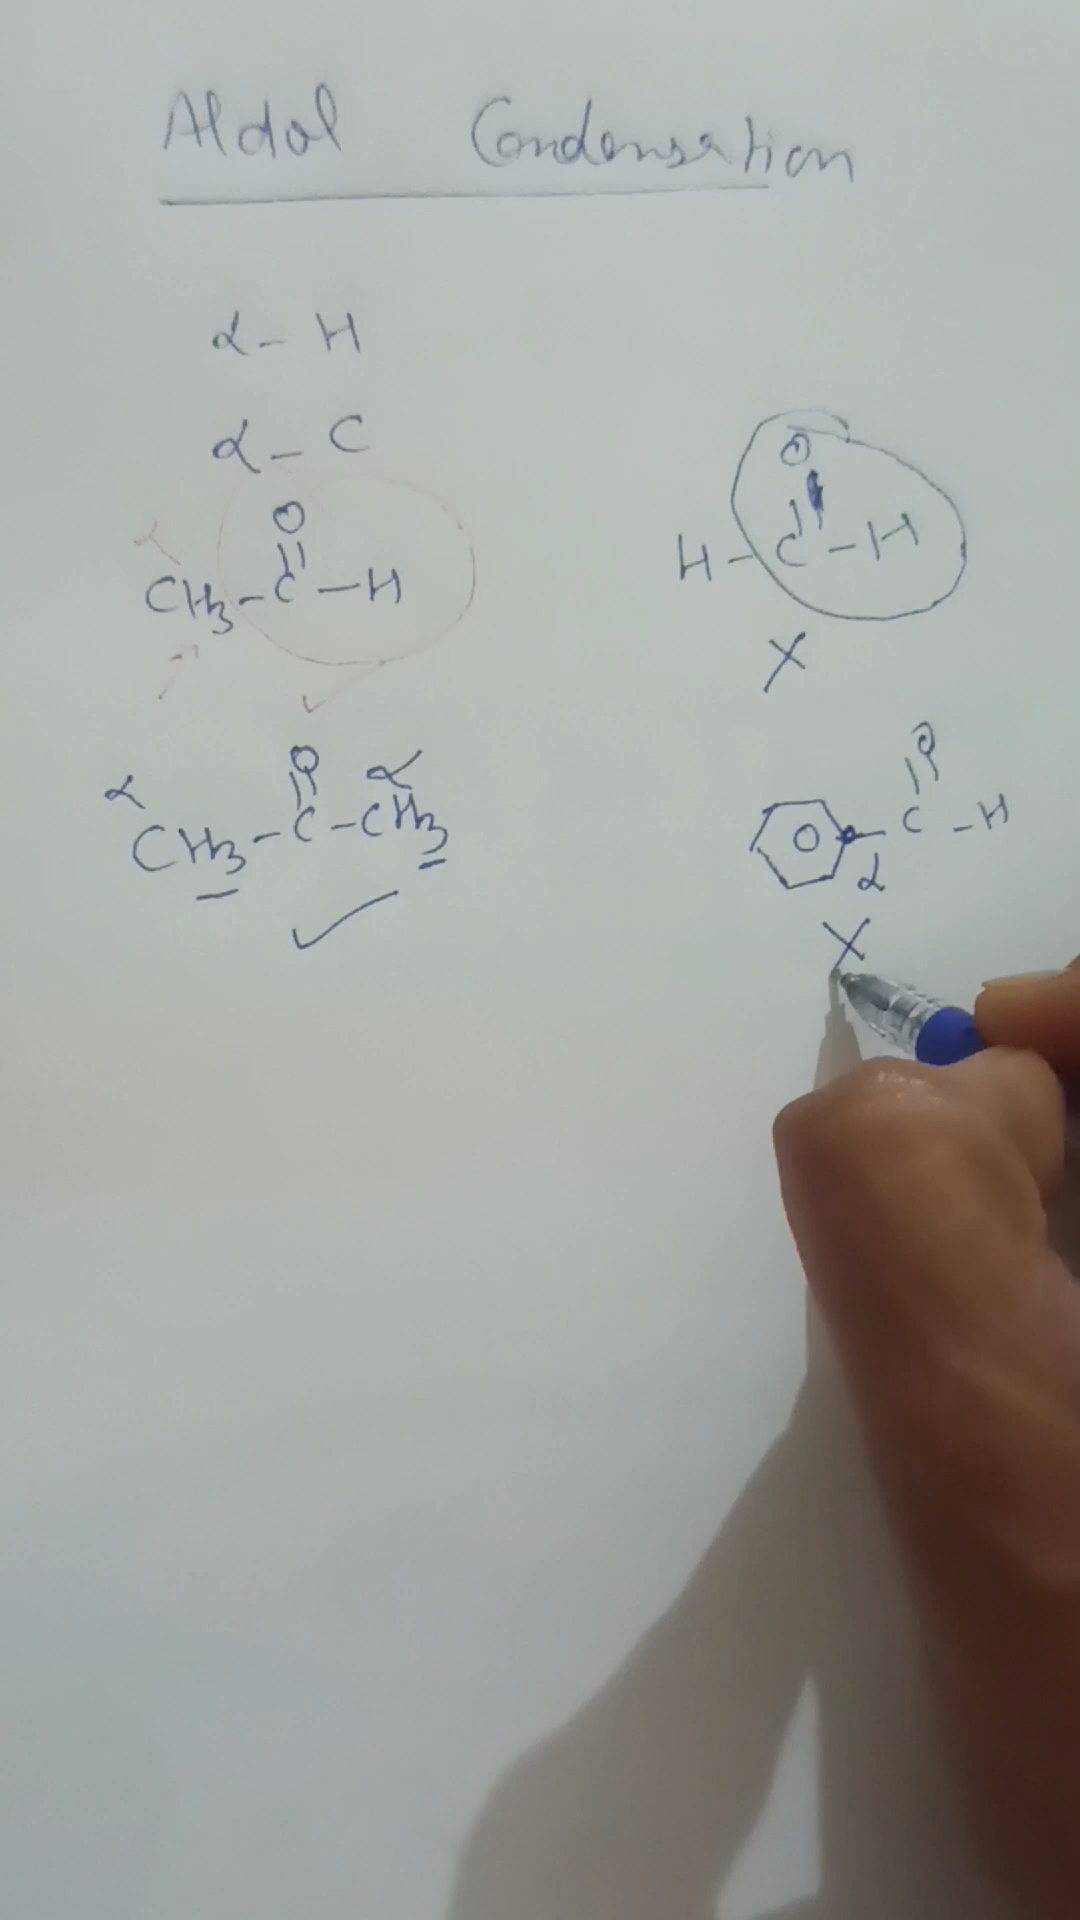 Aldol Condensation
α - H
α - C
O
CH3 - C - H
α
✓
O
H - C - H
X
α O α
CH3 - C - CH3
✓
O
C - H
α
X